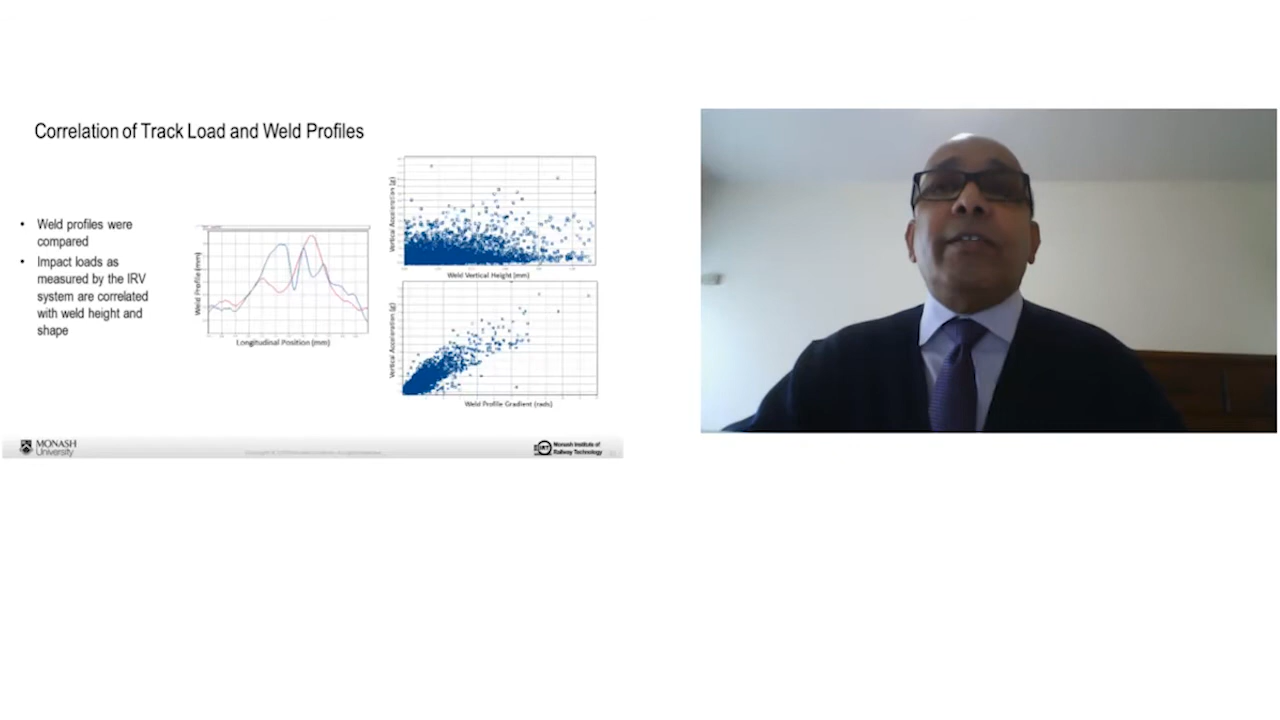 Correlation of Track Load and Weld Profiles
• Weld profiles were
compared
• Impact loads as
measured by the IRV
system are correlated
with weld height and
shape
Weld Profile (mm)
Longitudinal Position (mm)
Vertical Acceleration (g)
Weld Vertical Height (mm)
Vertical Acceleration (g)
Weld Profile Gradient (rads)
MONASH
University
Monash Institute of
Railway Technology